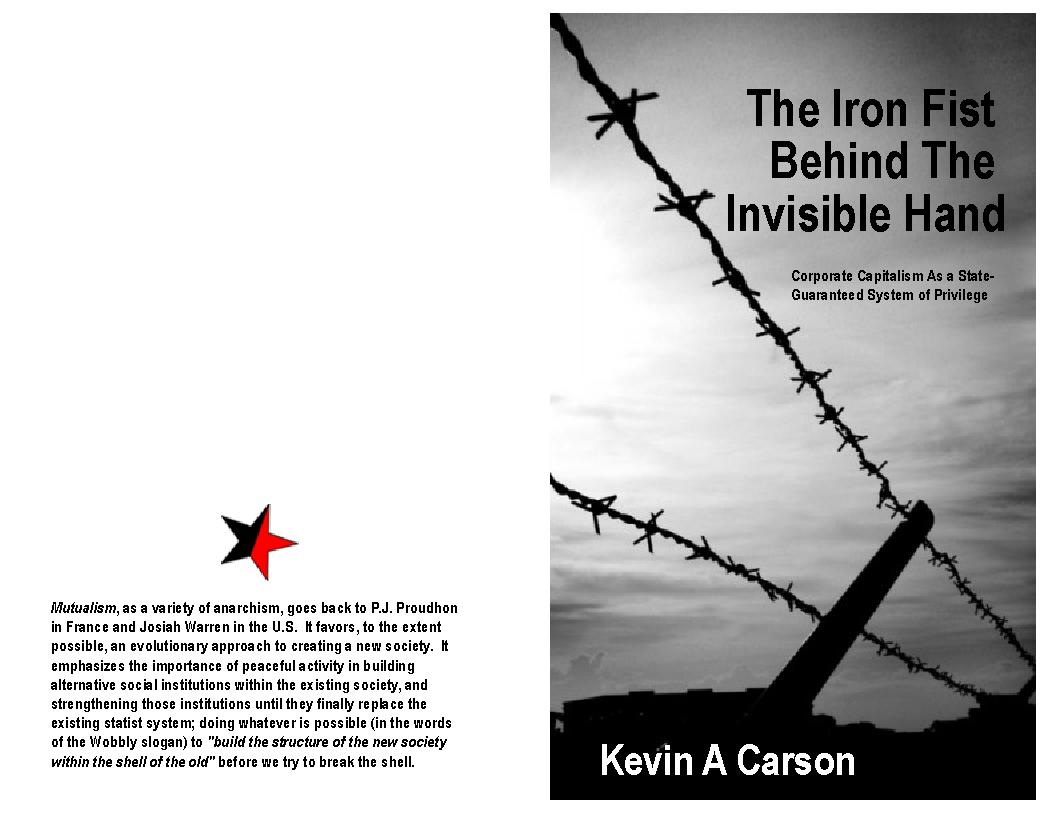 The Iron Fist
Behind The
Invisible Hand
Corporate Capitalism As a State-
Guaranteed System of Privilege
Kevin A Carson
Mutualism, as a variety of anarchism, goes back to P.J. Proudhon
in France and Josiah Warren in the U.S.  It favors, to the extent
possible, an evolutionary approach to creating a new society.  It
emphasizes the importance of peaceful activity in building
alternative social institutions within the existing society, and
strengthening those institutions until they finally replace the
existing statist system; doing whatever is possible (in the words
of the Wobbly slogan) to "build the structure of the new society
within the shell of the old" before we try to break the shell.